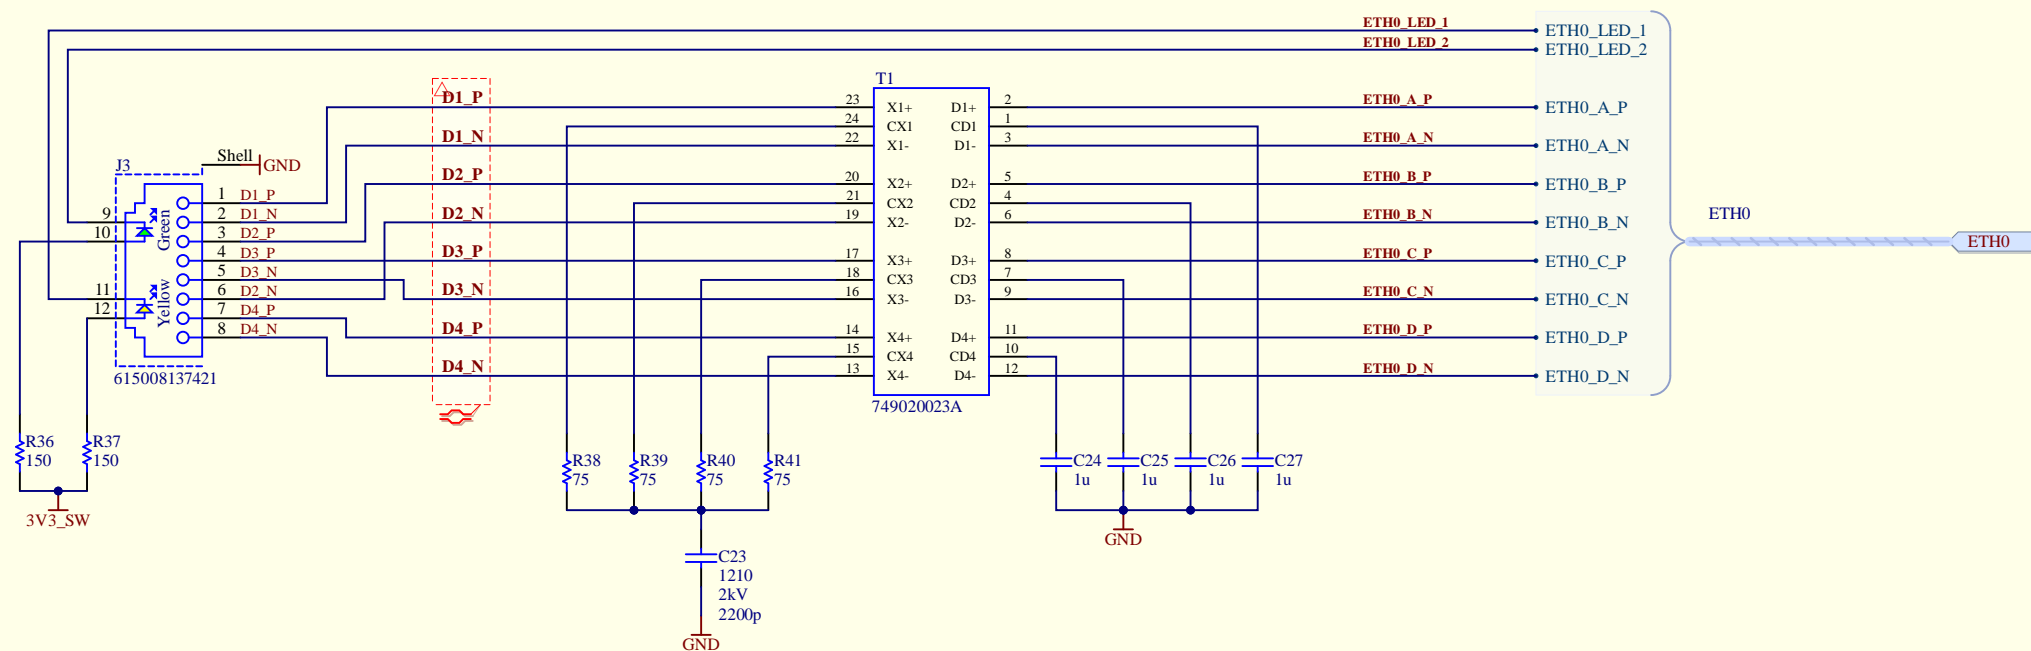 ETH0_LED_1
ETH0_LED_2
ETH0_LED_1
ETH0_LED_2
T1
D1_P
D1_N
D2_P
D2_N
D3_P
D3_N
D4_P
D4_N
23 X1+ D1+ 2
24 CX1 CD1 1
22 X1- D1- 3
20 X2+ D2+ 5
21 CX2 CD2 4
19 X2- D2- 6
17 X3+ D3+ 8
18 CX3 CD3 7
16 X3- D3- 9
14 X4+ D4+ 11
15 CX4 CD4 10
13 X4- D4- 12
749020023A
ETH0_A_P
ETH0_A_N
ETH0_B_P
ETH0_B_N
ETH0_C_P
ETH0_C_N
ETH0_D_P
ETH0_D_N
ETH0_A_P
ETH0_A_N
ETH0_B_P
ETH0_B_N
ETH0_C_P
ETH0_C_N
ETH0_D_P
ETH0_D_N
ETH0
ETH0
J3
Shell
GND
1 D1_P
2 D1_N
3 D2_P
4 D3_P
5 D3_N
6 D2_N
7 D4_P
8 D4_N
9
10
11
12
Green
Yellow
615008137421
R36
150
R37
150
3V3_SW
R38
75
R39
75
R40
75
R41
75
C23
1210
2kV
2200p
GND
C24
1u
C25
1u
C26
1u
C27
1u
GND